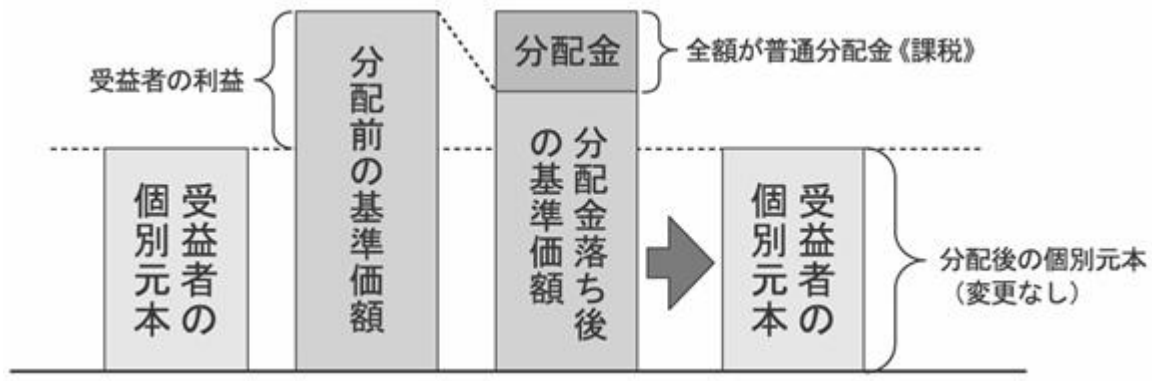 受益者の利益
受益者の
個別元本
分配前の基準価額
分配金
全額が普通分配金《課税》
分配金落ち後
の基準価額
受益者の
個別元本
分配後の個別元本
（変更なし）